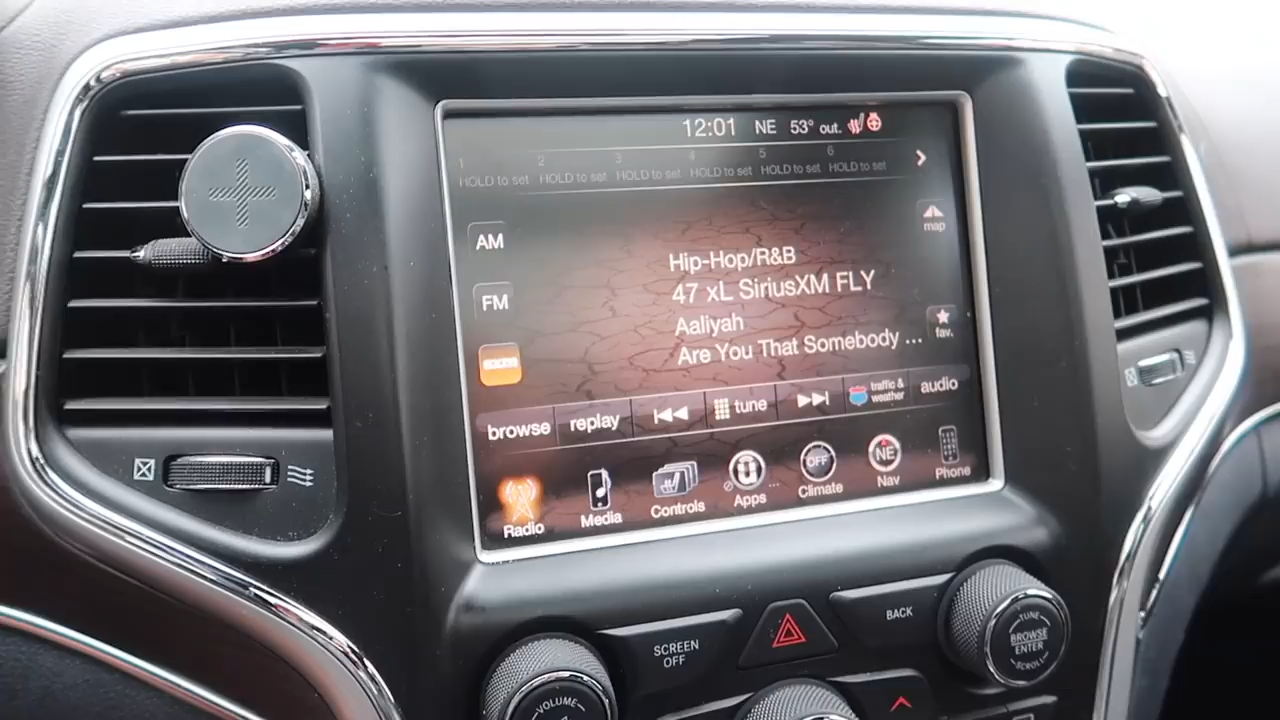 12:01 NE 53° out.
1 2 3 4 5 6
HOLD to set HOLD to set HOLD to set HOLD to set HOLD to set HOLD to set
map
AM
Hip-Hop/R&B
47 xL SiriusXM FLY
FM
Aaliyah
Are You That Somebody ...
fav.
browse replay tune traffic & weather audio
OFF NE
Radio Media Controls Apps ... Climate Nav Phone
SCREEN OFF
BACK
TUNE
BROWSE
ENTER
SCROLL
VOLUME